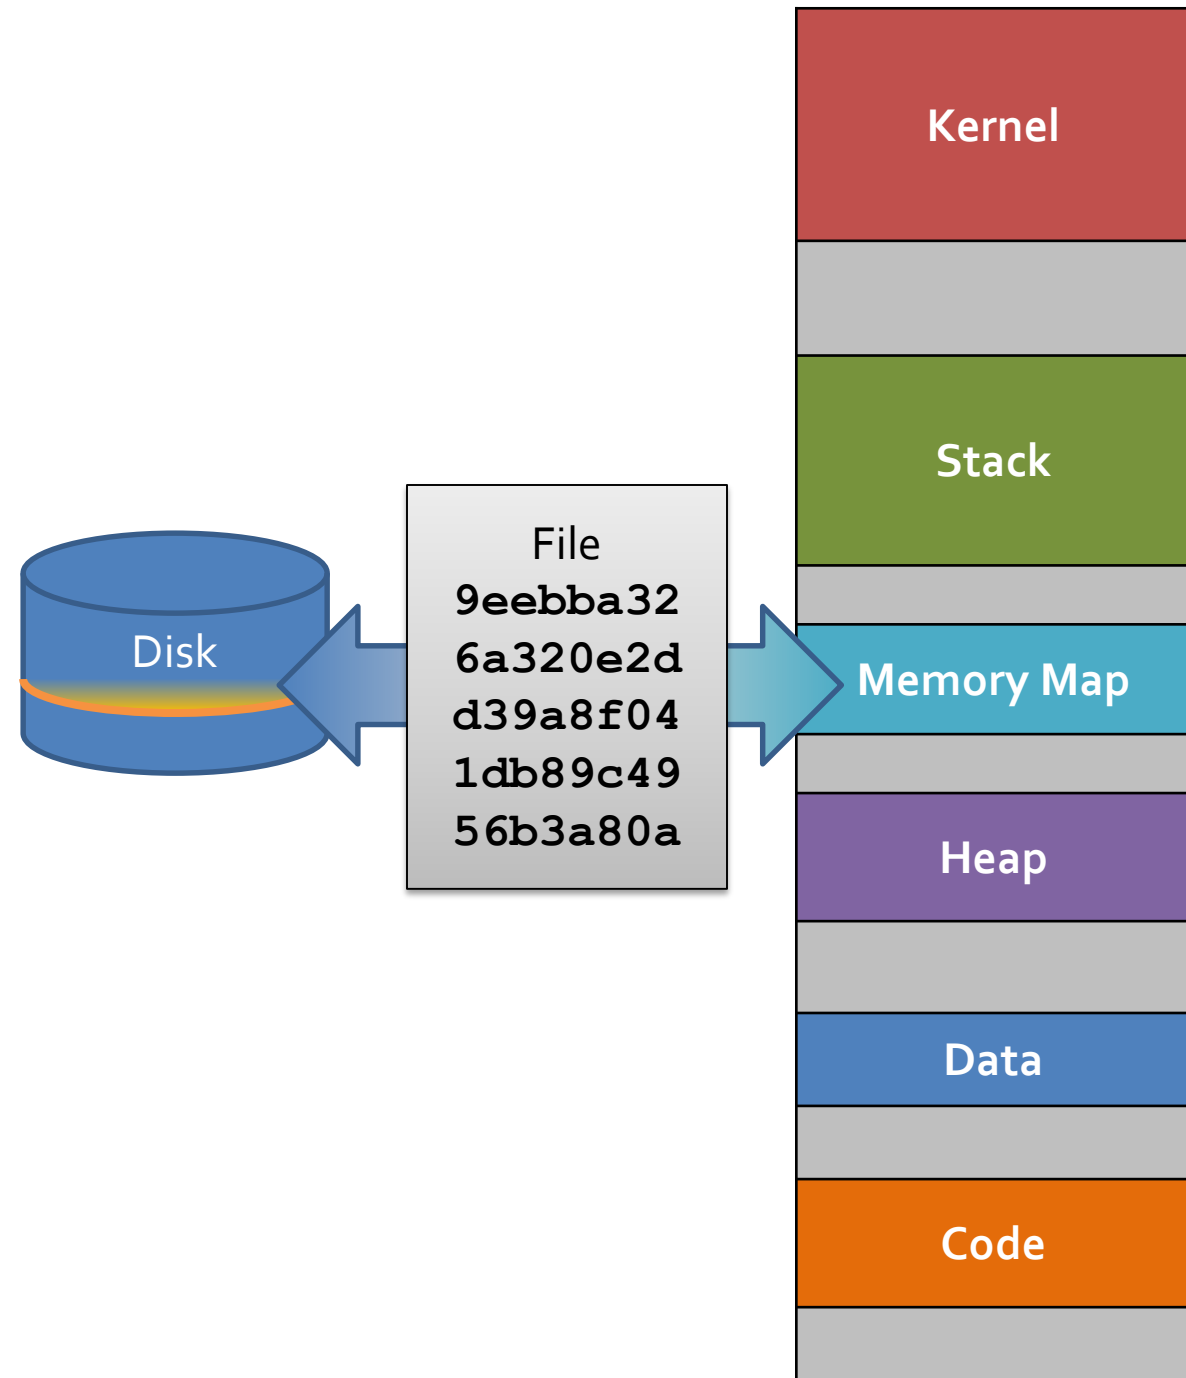 Kernel
Stack
File
9eebba32
6a320e2d
d39a8f04
1db89c49
56b3a80a
Disk
Memory Map
Heap
Data
Code